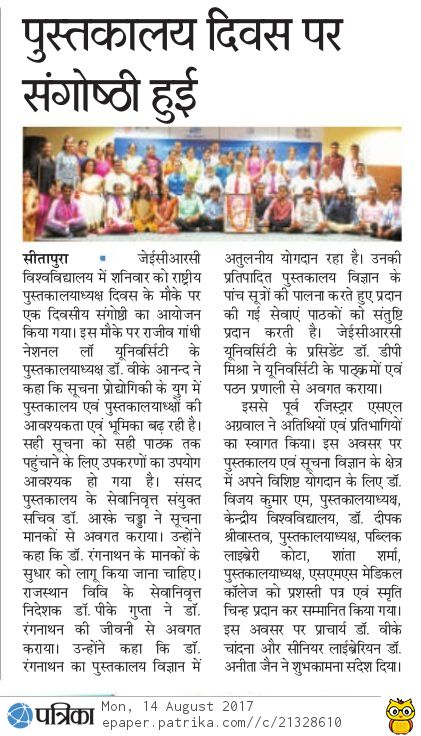 पुस्तकालय दिवस पर
संगोष्ठी हुई
सीतापुरा • जेईसीआरसी
विश्वविद्यालय में शनिवार को राष्ट्रीय
पुस्तकालयाध्यक्ष दिवस के मौके पर
एक दिवसीय संगोष्ठी का आयोजन
किया गया। इस मौके पर राजीव गांधी
नेशनल लॉ यूनिवर्सिटी के
पुस्तकालयाध्यक्ष डॉ. वीके आनन्द ने
कहा कि सूचना प्रोद्योगिकी के युग में
पुस्तकालय एवं पुस्तकालयाध्क्षों की
आवश्यकता एवं भूमिका बढ़ रही है।
सही सूचना को सही पाठक तक
पहुंचाने के लिए उपकरणों का उपयोग
आवश्यक हो गया है। संसद
पुस्तकालय के सेवानिवृत्त संयुक्त
सचिव डॉ. आरके चड्ढा ने सूचना
मानकों से अवगत कराया। उन्होंने
कहा कि डॉ. रंगनाथन के मानकों के
सुधार को लागू किया जाना चाहिए।
राजस्थान विवि के सेवानिवृत्त
निदेशक डॉ. पीके गुप्ता ने डॉ.
रंगनाथन की जीवनी से अवगत
कराया। उन्होंने कहा कि डॉ.
रंगनाथन का पुस्तकालय विज्ञान में
अतुलनीय योगदान रहा है। उनकी
प्रतिपादित पुस्तकालय विज्ञान के
पांच सूत्रों की पालना करते हुए प्रदान
की गई सेवाएं पाठकों को संतुष्टि
प्रदान करती है। जेईसीआरसी
यूनिवर्सिटी के प्रसिडेंट डॉ. डीपी
मिश्रा ने यूनिवर्सिटी के पाठ्क्रमों एवं
पठन प्रणाली से अवगत कराया।
इससे पूर्व रजिस्ट्रार एसएल
अग्रवाल ने अतिथियों एवं प्रतिभागियों
का स्वागत किया। इस अवसर पर
पुस्तकालय एवं सूचना विज्ञान के क्षेत्र
में अपने विशिष्ट योगदान के लिए डॉ.
विजय कुमार एम, पुस्तकालयाध्यक्ष,
केन्द्रीय विश्वविद्यालय, डॉ. दीपक
श्रीवास्तव, पुस्तकालयाध्यक्ष, पब्लिक
लाइब्रेरी कोटा, शांता शर्मा,
पुस्तकालयाध्यक्ष, एसएमएस मेडिकल
कॉलेज को प्रशस्ती पत्र एवं स्मृति
चिन्ह प्रदान कर सम्मानित किया गया।
इस अवसर पर प्राचार्य डॉ. वीके
चांदना और सीनियर लाईब्रेरियन डॉ.
अनीता जैन ने शुभकामना संदेश दिया।
पत्रिका
Mon, 14 August 2017
epaper.patrika.com//c/21328610